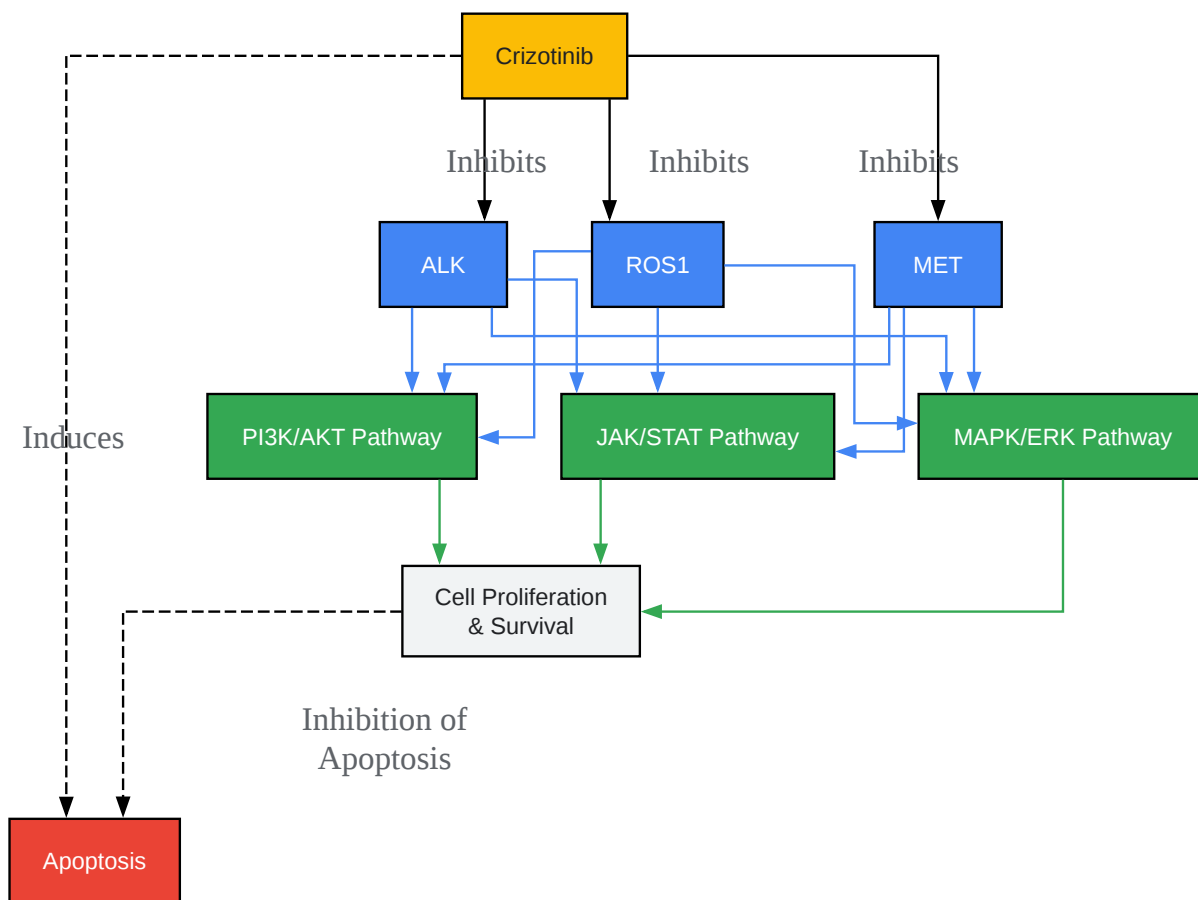 Crizotinib
Inhibits
Inhibits
Inhibits
ALK
ROS1
MET
Induces
PI3K/AKT Pathway
JAK/STAT Pathway
MAPK/ERK Pathway
Cell Proliferation
& Survival
Inhibition of
Apoptosis
Apoptosis